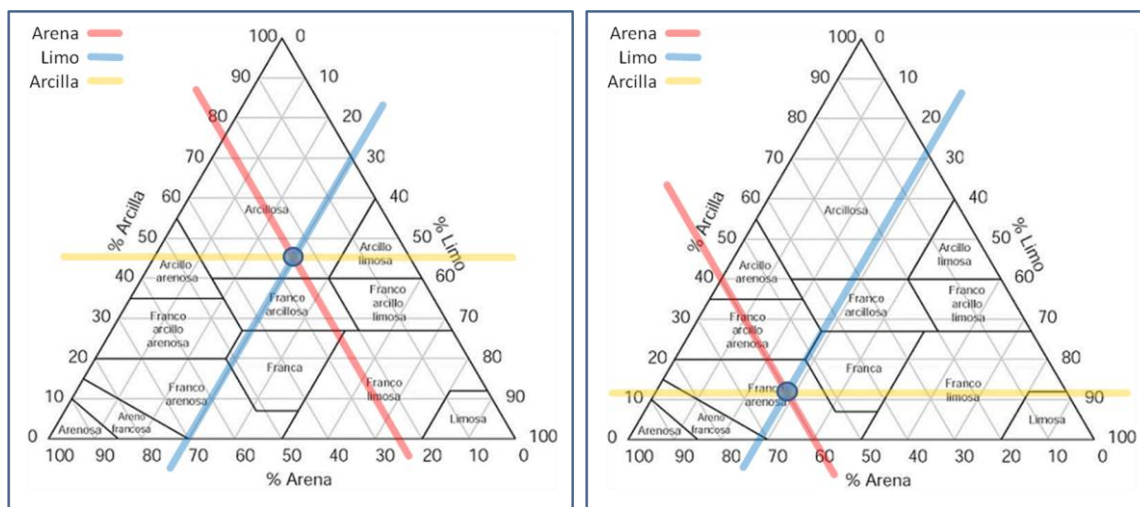 Arena
Limo
Arcilla
100 0
90 10
80 20
70 30
60 40
50 50
40 60
30 70
20 80
10 90
0 100
% Arcilla
% Limo
Arcillosa
Arcillo
limosa
Arcillo
arenosa
Franco
arcillosa
Franco
arcillo
limosa
Franco
arcillo
arenosa
Franca
Franco
arenosa
Franco
limosa
Areno
francosa
Arenosa
Limosa
100 90 80 70 60 50 40 30 20 10 0
% Arena
Arena
Limo
Arcilla
100 0
90 10
80 20
70 30
60 40
50 50
40 60
30 70
20 80
10 90
0 100
% Arcilla
% Limo
Arcillosa
Arcillo
limosa
Arcillo
arenosa
Franco
arcillosa
Franco
arcillo
limosa
Franco
arcillo
arenosa
Franca
Franco
arenosa
Franco
limosa
Areno
francosa
Arenosa
Limosa
100 90 80 70 60 50 40 30 20 10 0
% Arena